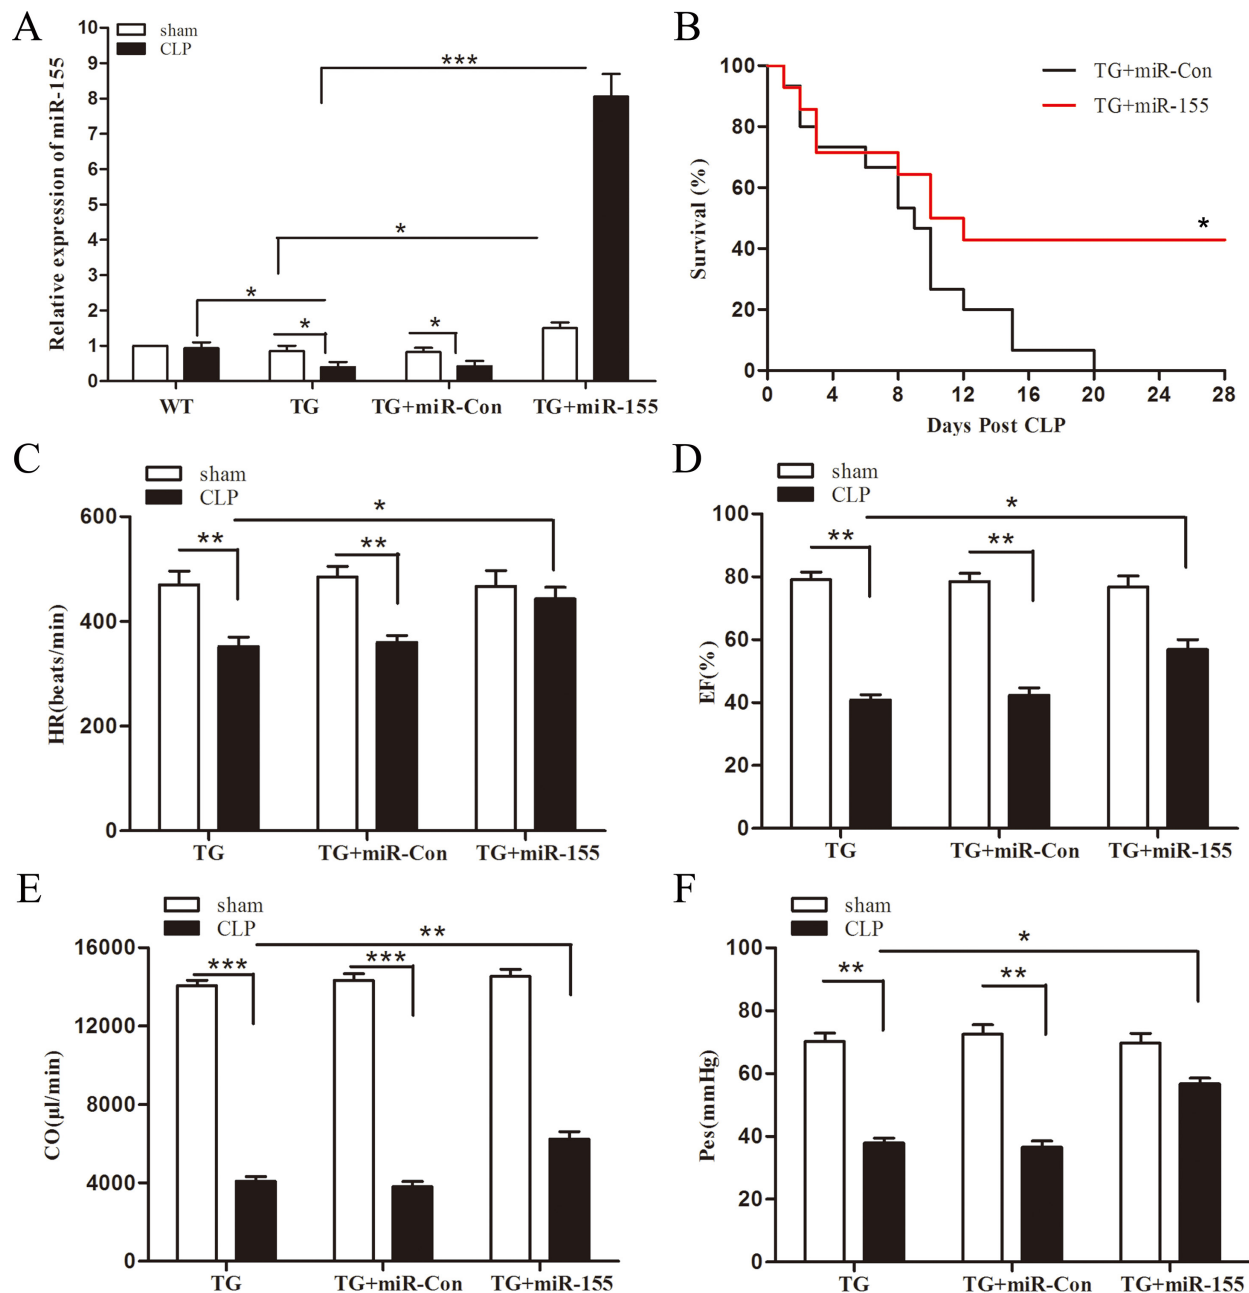 A
sham
CLP
Relative expression of miR-155
10
9
8
7
6
5
4
3
2
1
0
***
*
*
*
*
WT
TG
TG+miR-Con
TG+miR-155
B
TG+miR-Con
TG+miR-155
Survival (%)
100
80
60
40
20
0
*
0
4
8
12
16
20
24
28
Days Post CLP
C
sham
CLP
HR(beats/min)
600
400
200
0
*
**
**
TG
TG+miR-Con
TG+miR-155
D
sham
CLP
EF(%)
100
80
60
40
20
0
*
**
**
TG
TG+miR-Con
TG+miR-155
E
sham
CLP
CO(μl/min)
16000
12000
8000
4000
0
**
***
***
TG
TG+miR-Con
TG+miR-155
F
sham
CLP
Pes(mmHg)
100
80
60
40
20
0
*
**
**
TG
TG+miR-Con
TG+miR-155